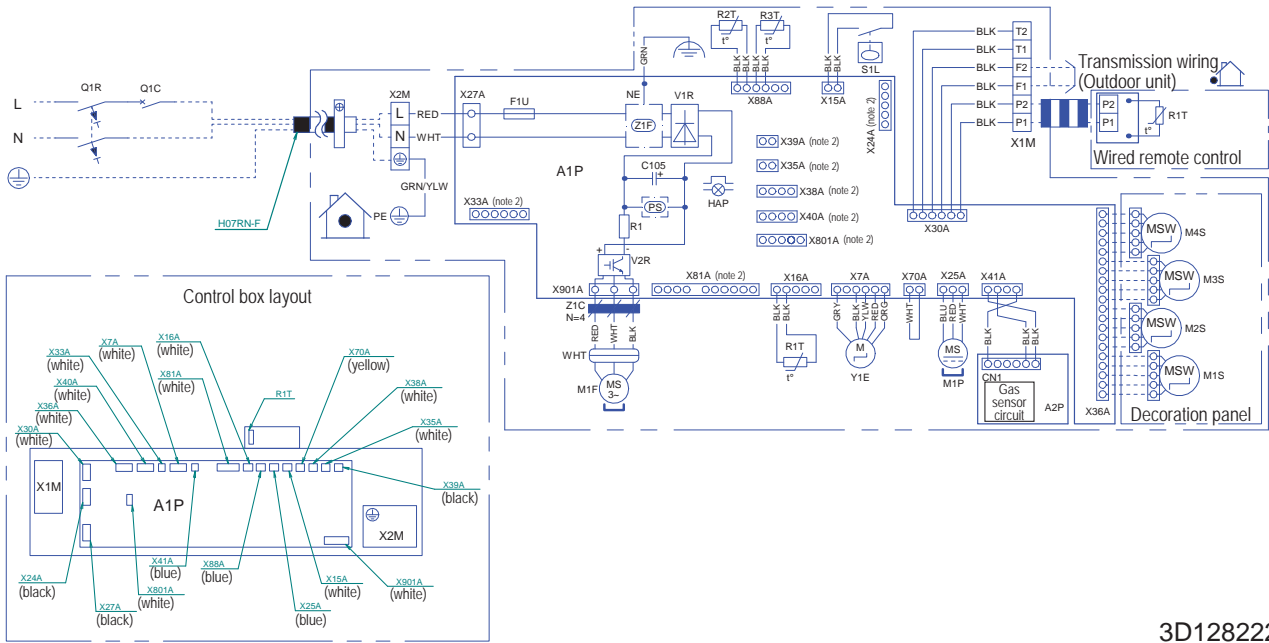 R2T
R3T
t°
t°
BLK
BLK
BLK
BLK
X88A
BLK
BLK
X15A
S1L
GRN
BLK
T2
BLK
T1
BLK
F2
BLK
F1
BLK
P2
BLK
P1
X1M
Transmission wiring
(Outdoor unit)
P2
P1
R1T
t°
Wired remote control
L
N
Q1R
Q1C
H07RN-F
X2M
L
N
RED
WHT
GRN/YLW
PE
X27A
F1U
NE
Z1F
V1R
A1P
C105
+
PS
R1
HAP
+
-
V2R
X33A (note 2)
X24A (note 2)
X39A (note 2)
X35A (note 2)
X38A (note 2)
X40A (note 2)
X801A (note 2)
X30A
X901A
Z1C
N=4
RED
WHT
BLK
WHT
M1F
MS
3~
X81A (note 2)
X16A
BLK
BLK
R1T
t°
X7A
GRY
BLK
YLW
RED
ORG
M
Y1E
X70A
WHT
X25A
BLU
RED
WHT
MS
M1P
X41A
BLK
BLK
BLK
CN1
Gas
sensor
circuit
A2P
X36A
MSW
M4S
MSW
M3S
MSW
M2S
MSW
M1S
Decoration panel
Control box layout
X16A
(white)
X7A
(white)
X33A
(white)
X81A
(white)
X40A
(white)
X36A
(white)
X30A
(white)
R1T
X70A
(yellow)
X38A
(white)
X35A
(white)
X39A
(black)
X1M
A1P
X2M
X24A
(black)
X27A
(black)
X801A
(white)
X41A
(blue)
X88A
(blue)
X25A
(blue)
X15A
(white)
X901A
(white)
3D128222